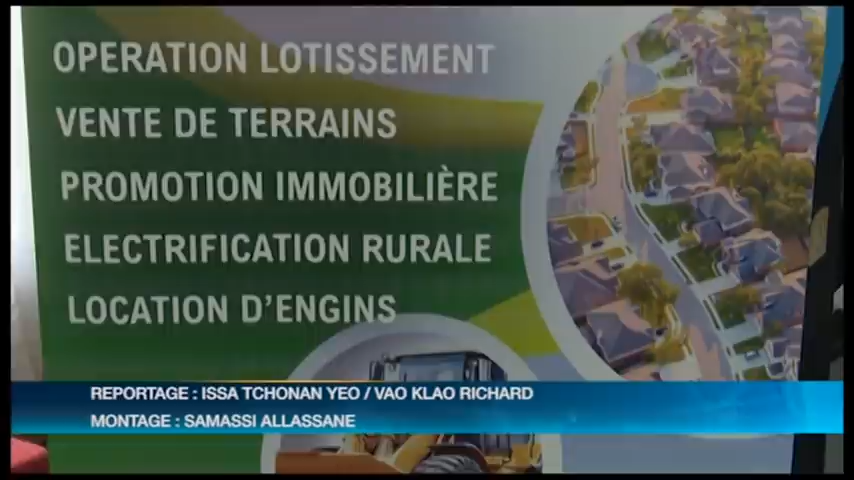 OPERATION LOTISSEMENT
VENTE DE TERRAINS
PROMOTION IMMOBILIÈRE
ELECTRIFICATION RURALE
LOCATION D'ENGINS
REPORTAGE : ISSA TCHONAN YEO / VAO KLAO RICHARD
MONTAGE : SAMASSI ALLASSANE